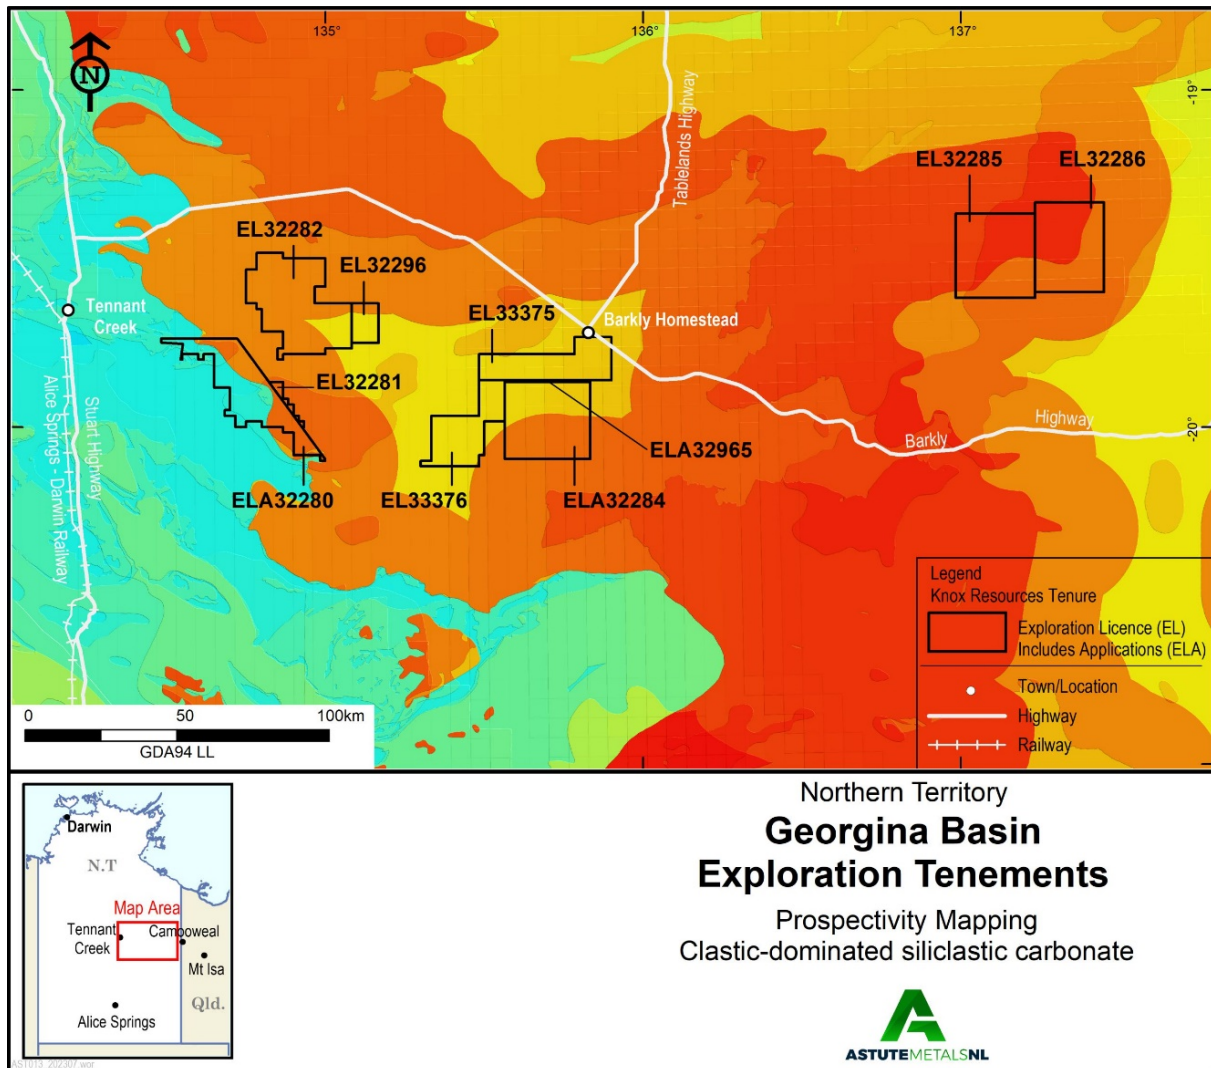 135°
136°
137°
-19°
N
Tablelands Highway
EL32285
EL32286
EL32282
EL32296
EL33375
Tennant
Creek
Barkly Homestead
EL32281
Alice Springs - Darwin Railway
Stuart Highway
Highway
-20°
Barkly
ELA32965
ELA32280
EL33376
ELA32284
Legend
Knox Resources Tenure
Exploration Licence (EL)
Includes Applications (ELA)
Town/Location
Highway
Railway
0 50 100km
GDA94 LL
Darwin
N.T
Map Area
Tennant
Creek
Camooweal
Mt Isa
Qld.
Alice Springs
AST013_202307.wor
Northern Territory
Georgina Basin
Exploration Tenements
Prospectivity Mapping
Clastic-dominated siliclastic carbonate
ASTUTEMETALSNL